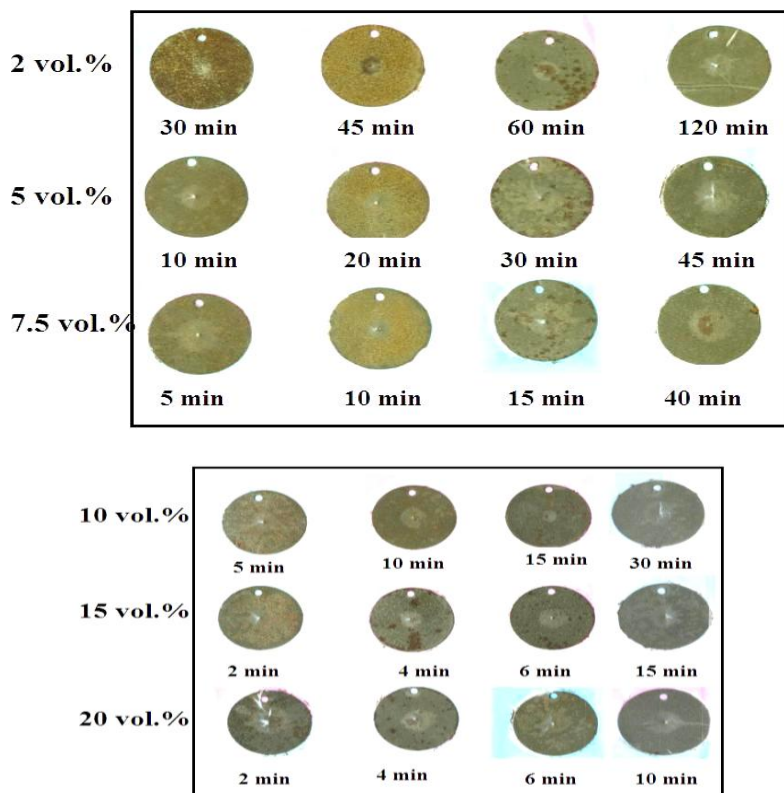 2 vol.%
30 min 45 min 60 min 120 min
5 vol.%
10 min 20 min 30 min 45 min
7.5 vol.%
5 min 10 min 15 min 40 min
10 vol.%
5 min 10 min 15 min 30 min
15 vol.%
2 min 4 min 6 min 15 min
20 vol.%
2 min 4 min 6 min 10 min